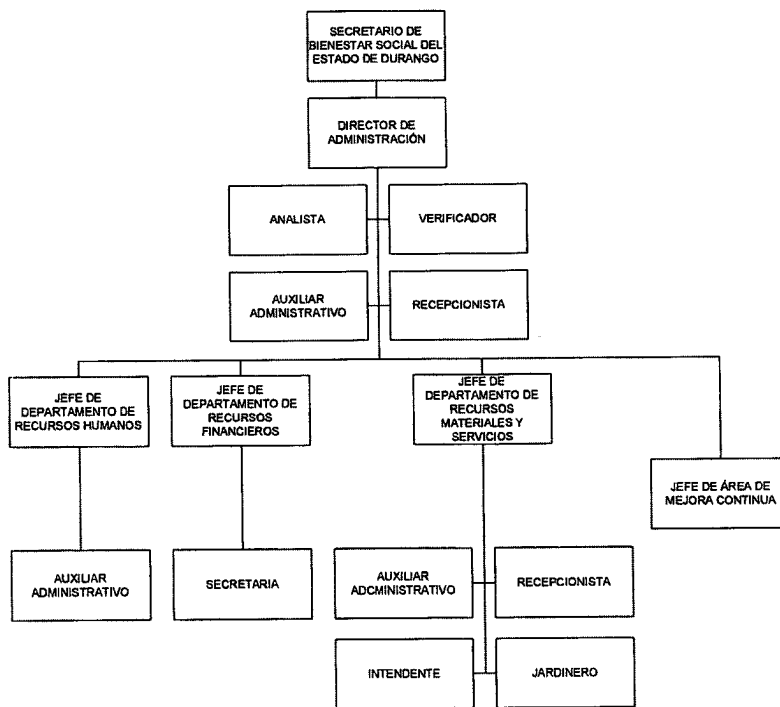 SECRETARIO DE
BIENESTAR SOCIAL DEL
ESTADO DE DURANGO
DIRECTOR DE
ADMINISTRACIÓN
ANALISTA
VERIFICADOR
AUXILIAR
ADMINISTRATIVO
RECEPCIONISTA
JEFE DE
DEPARTAMENTO DE
RECURSOS HUMANOS
JEFE DE
DEPARTAMENTO DE
RECURSOS
FINANCIEROS
JEFE DE
DEPARTAMENTO DE
RECURSOS
MATERIALES Y
SERVICIOS
JEFE DE ÁREA DE
MEJORA CONTINUA
AUXILIAR
ADMINISTRATIVO
SECRETARIA
AUXILIAR
ADCMINISTRATIVO
RECEPCIONISTA
INTENDENTE
JARDINERO